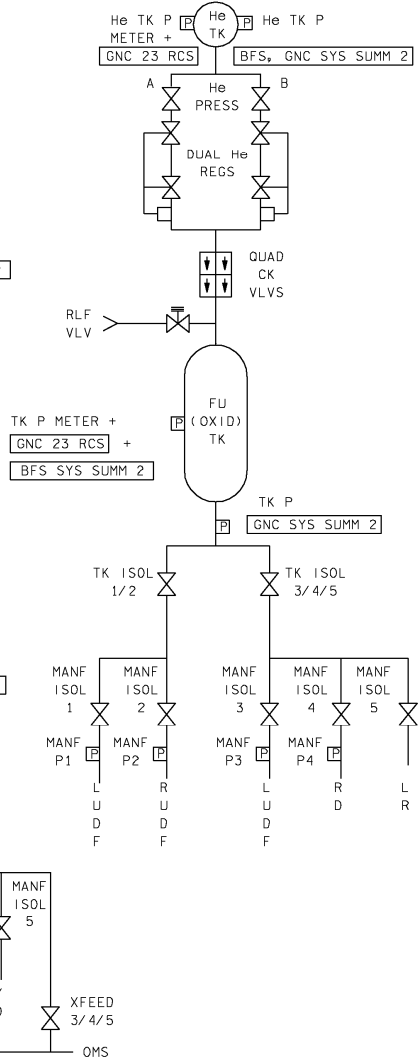 He TK P
METER +
GNC 23 RCS
P
He
TK
P
He TK P
BFS, GNC SYS SUMM 2
A
He
PRESS
B
DUAL He
REGS
QUAD
CK
VLVS
RLF
VLV
FU
(OXID)
TK
P
TK P METER +
GNC 23 RCS +
BFS SYS SUMM 2
TK P
P
GNC SYS SUMM 2
TK ISOL
1/2
TK ISOL
3/4/5
MANF
ISOL
1
MANF
ISOL
2
MANF
ISOL
3
MANF
ISOL
4
MANF
ISOL
5
MANF
P1
P
MANF
P2
P
MANF
P3
P
MANF
P4
P
L
U
D
F
R
U
D
F
L
U
D
F
R
D
L
R
MANF
ISOL
5
XFEED
3/4/5
OMS